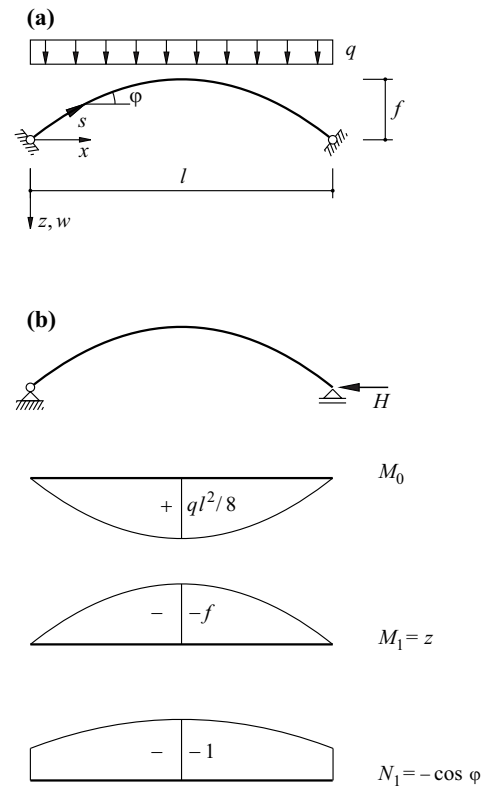 (a)
q
φ
f
s
x
l
z, w
(b)
H
M₀
+ ql²/8
– –f
M₁= z
– –1
N₁= – cos φ